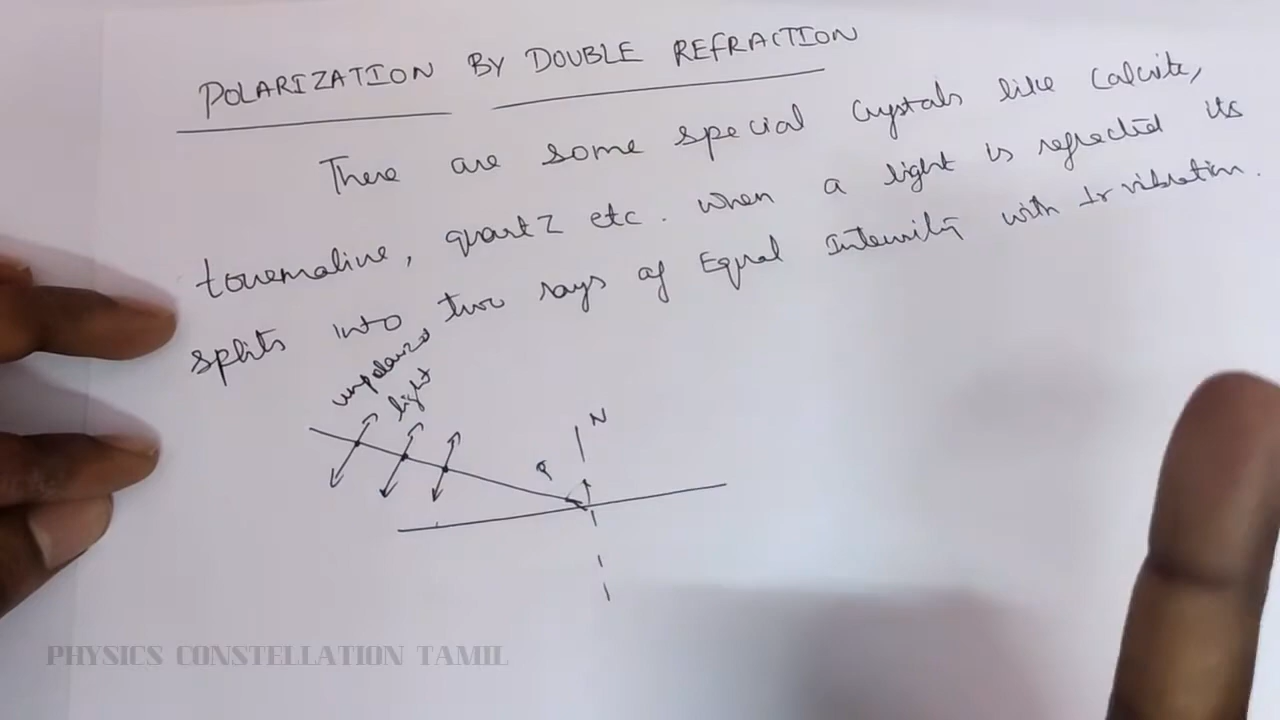 POLARIZATION BY DOUBLE REFRACTION
There are some special crystals like calcite,
tourmaline, quartz etc. when a light is refracted its
splits into two rays of Equal Intensity with ⊥r vibration.
light
N
PHYSICS CONSTELLATION TAMIL